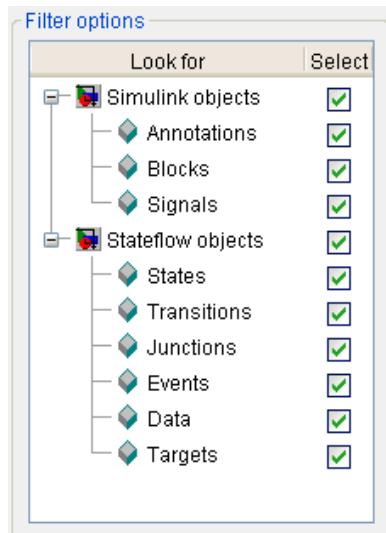 Filter options
Look for Select
Simulink objects
Annotations
Blocks
Signals
Stateflow objects
States
Transitions
Junctions
Events
Data
Targets